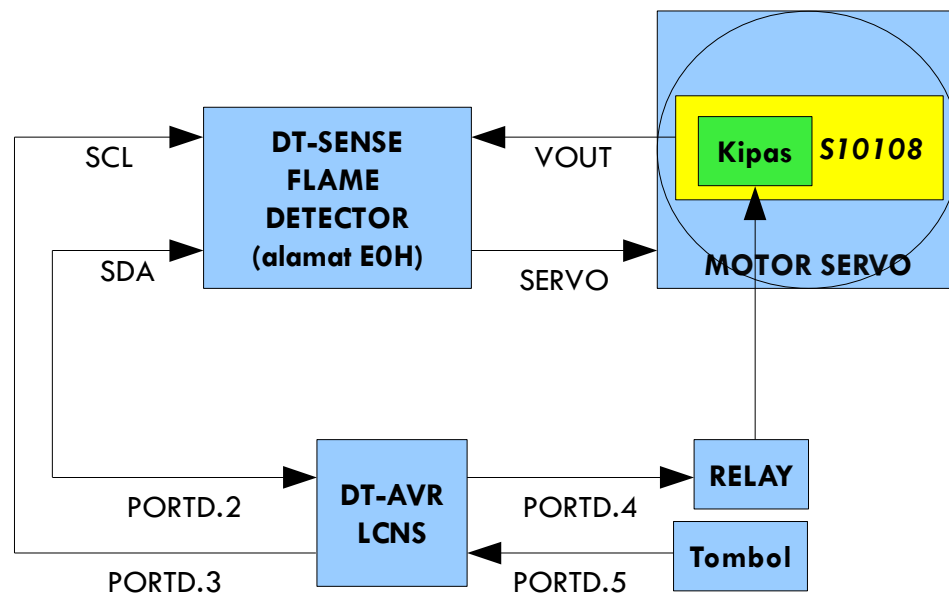 SCL
DT-SENSE
FLAME
DETECTOR
(alamat E0H)
VOUT
Kipas
S10108
SDA
SERVO
MOTOR SERVO
PORTD.2
DT-AVR
LCNS
PORTD.4
RELAY
PORTD.3
PORTD.5
Tombol